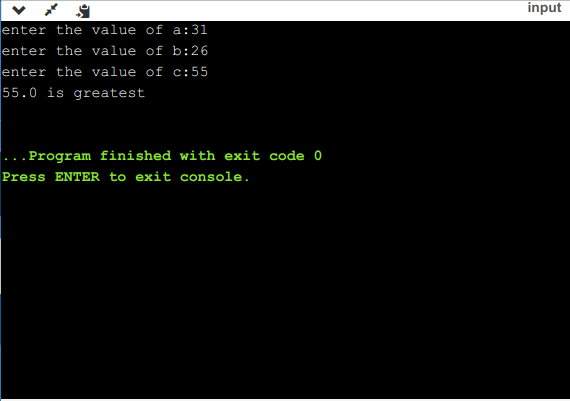 input
enter the value of a:31
enter the value of b:26
enter the value of c:55
55.0 is greatest
...Program finished with exit code 0
Press ENTER to exit console.